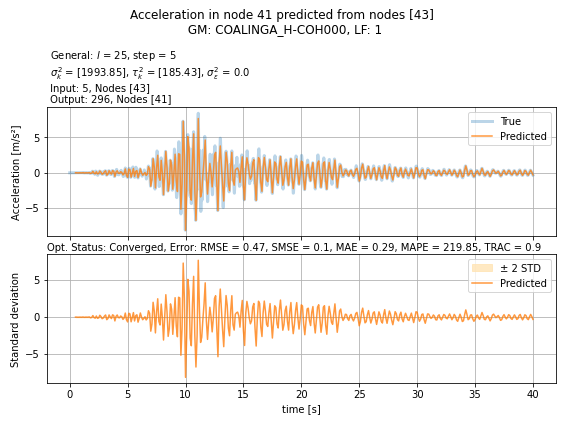 Acceleration in node 41 predicted from nodes [43]
GM: COALINGA_H-COH000, LF: 1
General: l = 25, step = 5
σ²ₖ = [1993.85], τ²ₖ = [185.43], σ²ε = 0.0
Input: 5, Nodes [43]
Output: 296, Nodes [41]
Acceleration [m/s²]
5
0
−5
True
Predicted
Opt. Status: Converged, Error: RMSE = 0.47, SMSE = 0.1, MAE = 0.29, MAPE = 219.85, TRAC = 0.9
Standard deviation
5
0
−5
± 2 STD
Predicted
0 5 10 15 20 25 30 35 40
time [s]